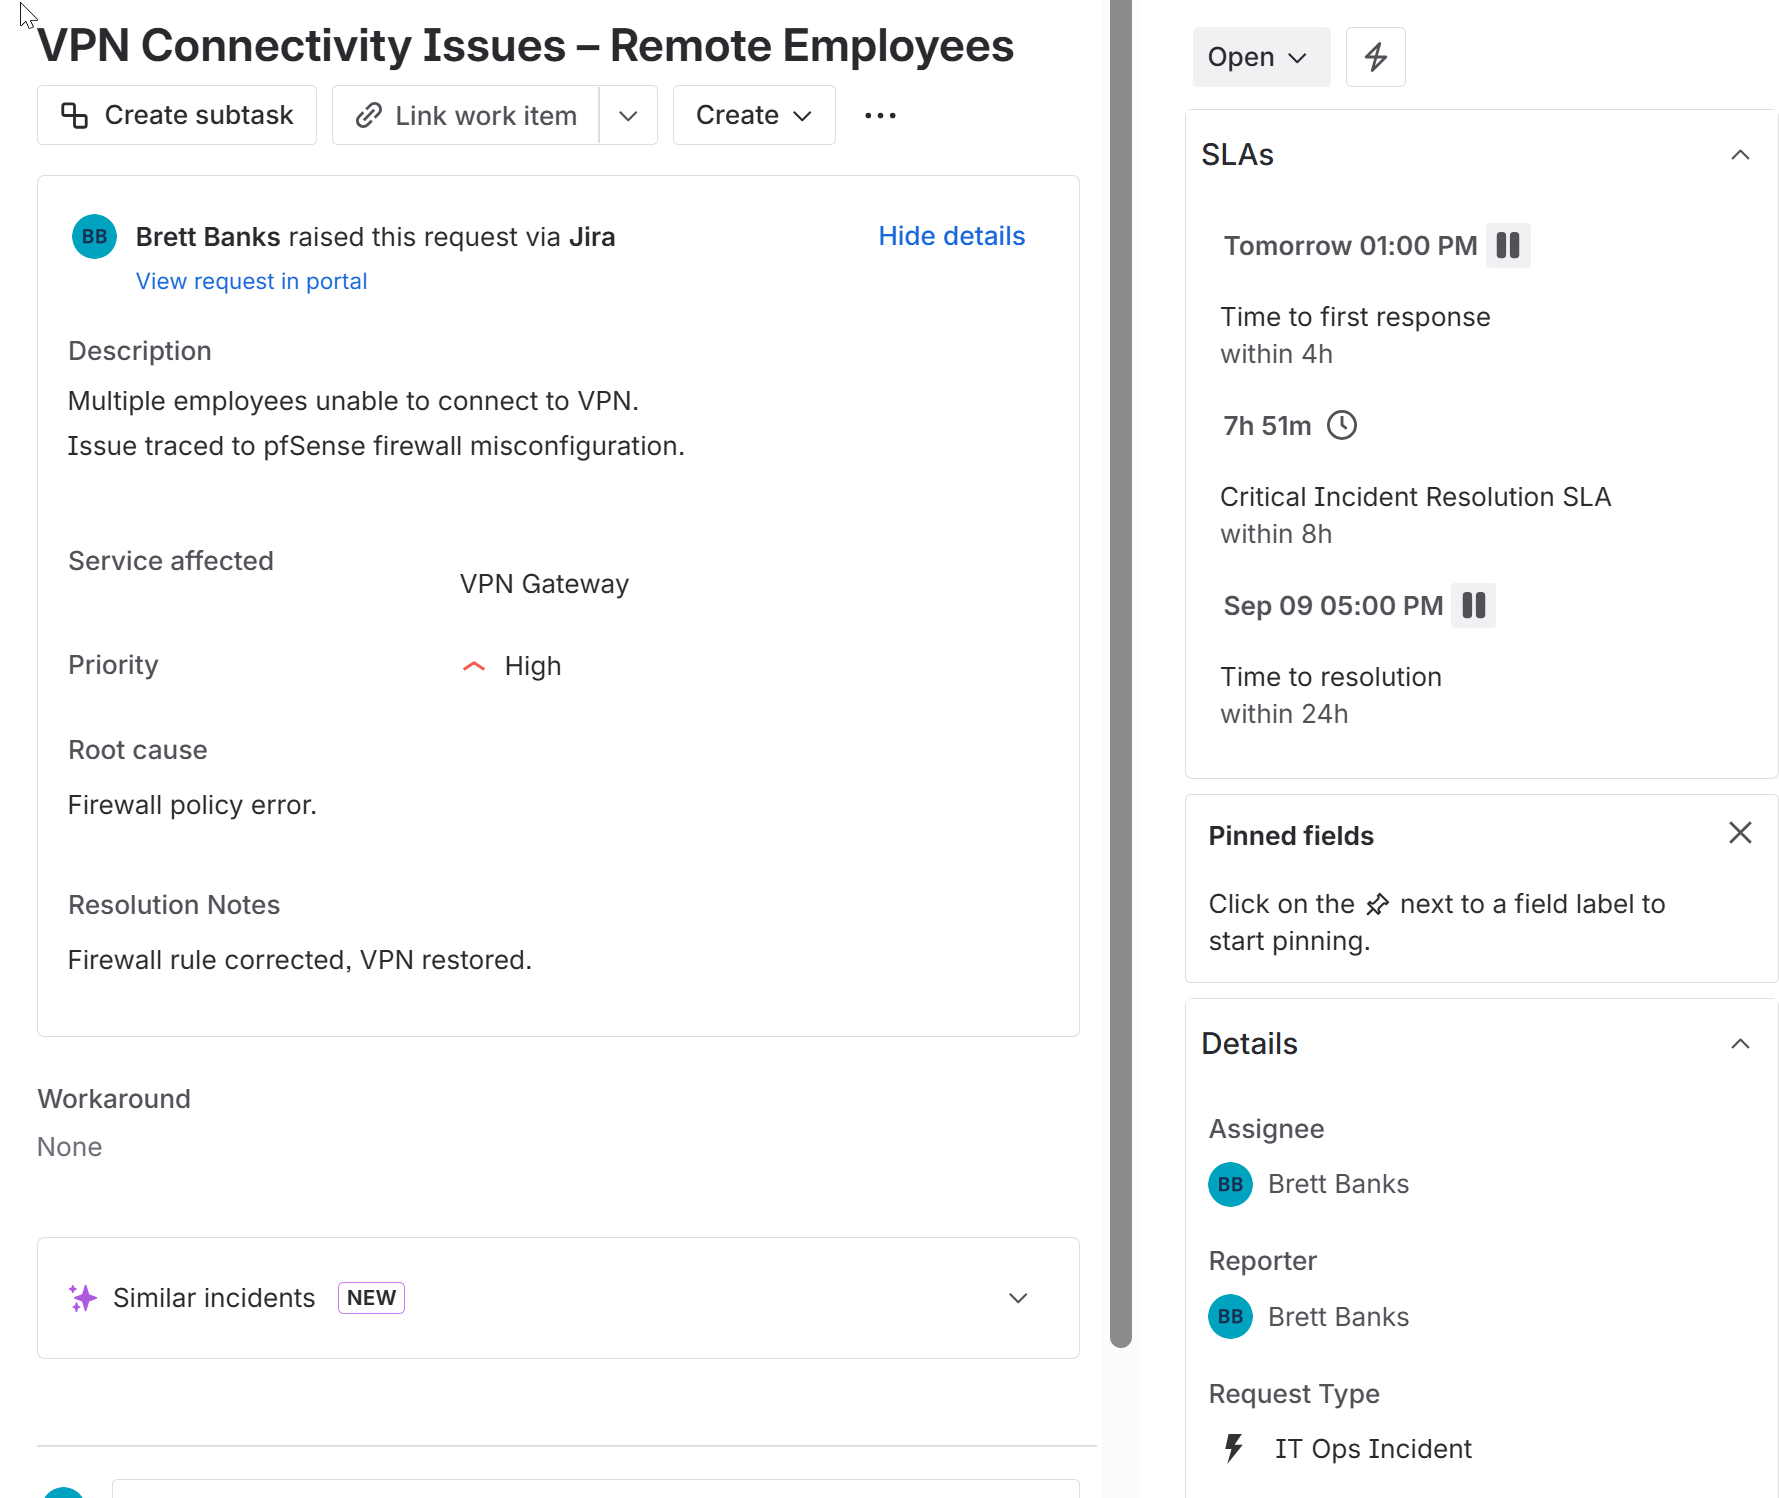 VPN Connectivity Issues – Remote Employees
Create subtask
Link work item
Create
BB
Brett Banks raised this request via Jira
Hide details
View request in portal
Description
Multiple employees unable to connect to VPN.
Issue traced to pfSense firewall misconfiguration.
Service affected
VPN Gateway
Priority
High
Root cause
Firewall policy error.
Resolution Notes
Firewall rule corrected, VPN restored.
Workaround
None
Similar incidents NEW
Open
SLAs
Tomorrow 01:00 PM
Time to first response
within 4h
7h 51m
Critical Incident Resolution SLA
within 8h
Sep 09 05:00 PM
Time to resolution
within 24h
Pinned fields
Click on the next to a field label to
start pinning.
Details
Assignee
BB Brett Banks
Reporter
BB Brett Banks
Request Type
IT Ops Incident